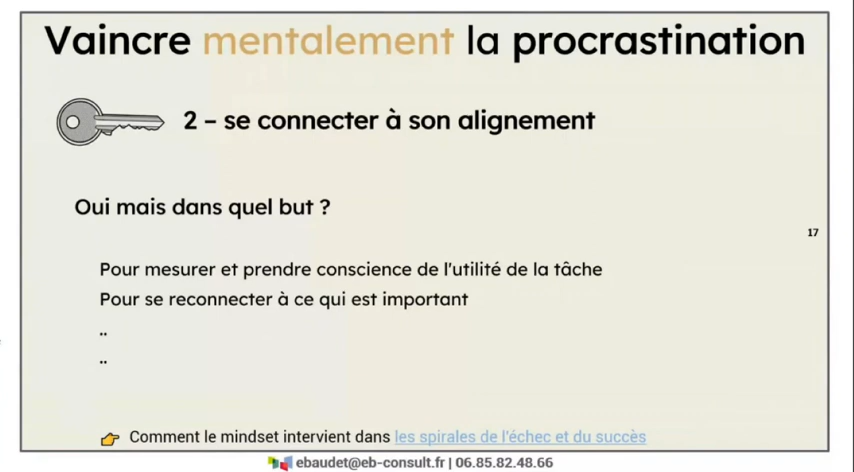 Vaincre mentalement la procrastination
2 – se connecter à son alignement
Oui mais dans quel but ?
17
Pour mesurer et prendre conscience de l'utilité de la tâche
Pour se reconnecter à ce qui est important
..
..
Comment le mindset intervient dans les spirales de l'échec et du succès
ebaudet@eb-consult.fr | 06.85.82.48.66